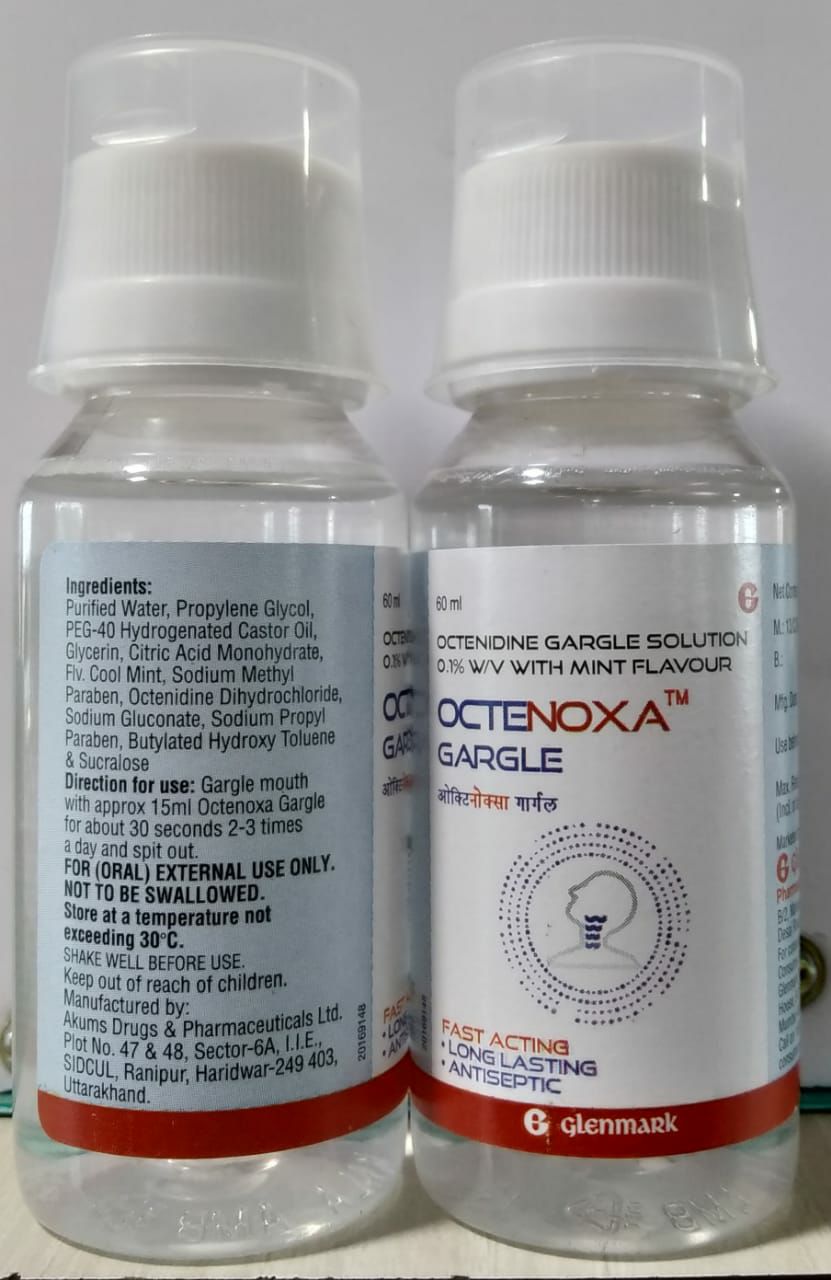 Ingredients:
Purified Water, Propylene Glycol,
PEG-40 Hydrogenated Castor Oil,
Glycerin, Citric Acid Monohydrate,
Flv. Cool Mint, Sodium Methyl
Paraben, Octenidine Dihydrochloride,
Sodium Gluconate, Sodium Propyl
Paraben, Butylated Hydroxy Toluene
& Sucralose
Direction for use: Gargle mouth
with approx 15ml Octenoxa Gargle
for about 30 seconds 2-3 times
a day and spit out.
FOR (ORAL) EXTERNAL USE ONLY.
NOT TO BE SWALLOWED.
Store at a temperature not
exceeding 30°C.
SHAKE WELL BEFORE USE.
Keep out of reach of children.
Manufactured by:
Akums Drugs & Pharmaceuticals Ltd.
Plot No. 47 & 48, Sector-6A, I.I.E.,
SIDCUL, Ranipur, Haridwar-249 403,
Uttarakhand.
20169148
60 ml
60 ml
OCTENIDINE GARGLE SOLUTION
0.1% W/V WITH MINT FLAVOUR
OCTENOXA™
GARGLE
ओक्टिनोक्सा गार्गल
FAST ACTING
• LONG LASTING
• ANTISEPTIC
glenmark
Net
M.:
B.:
Mfg.
Use
Max.
(Incl.